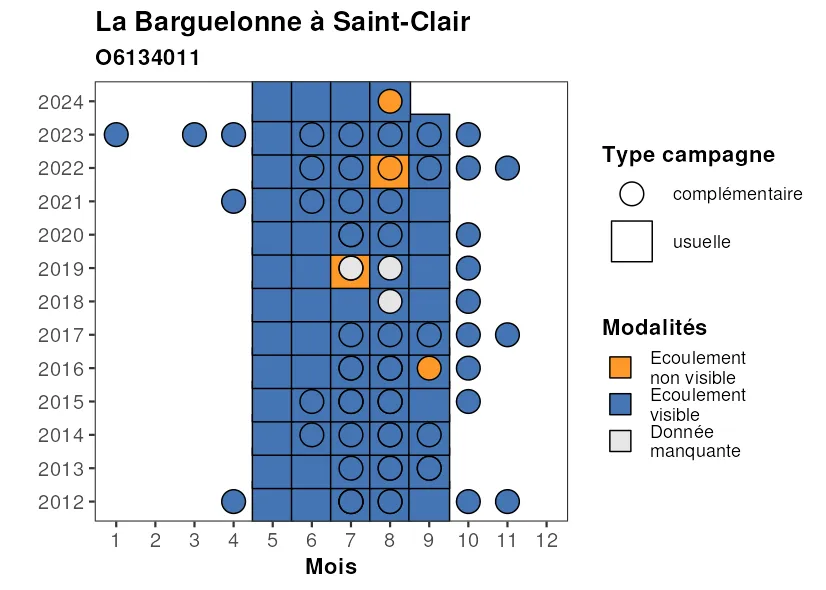 La Barguelonne à Saint-Clair
O6134011
2024
2023
2022
2021
2020
2019
2018
2017
2016
2015
2014
2013
2012
1 2 3 4 5 6 7 8 9 10 11 12
Mois
Type campagne
complémentaire
usuelle
Modalités
Ecoulement
non visible
Ecoulement
visible
Donnée
manquante